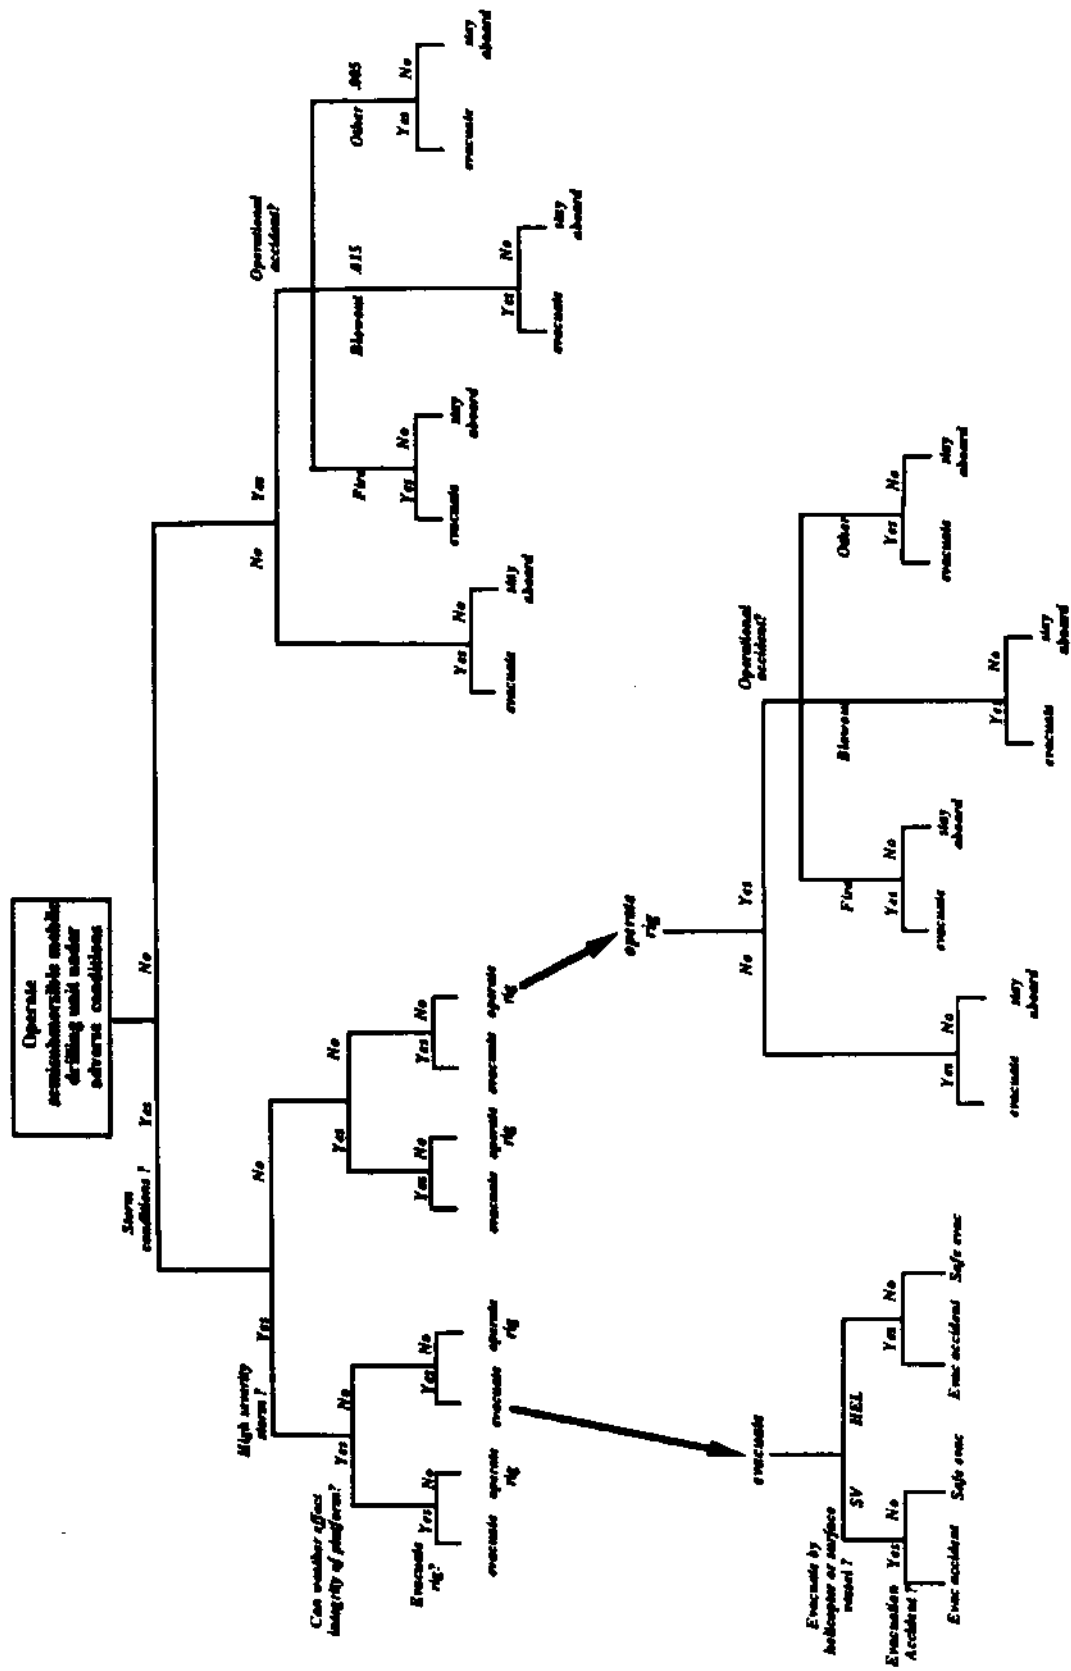 Operate
semisubmersible mobile
drilling unit under
adverse conditions
Storm
conditions?
Yes
No
High severity
storm?
Yes
No
No
Yes
Operational
accident?
Can weather affect
integrity of platform?
Yes
No
Yes
No
Fire
Blowout .015
Other .005
Evacuate
rig?
Yes
No
Yes
No
Yes
No
Yes
No
Yes
No
Yes
No
Yes
No
Yes
No
evacuate
operate
rig
evacuate
operate
rig
evacuate
operate
rig
evacuate
operate
rig
evacuate
stay
aboard
evacuate
stay
aboard
evacuate
stay
aboard
evacuate
stay
aboard
evacuate
operate
rig
Evacuate by
helicopter or surface
vessel?
SV
HEL
No
Yes
Operational
accident?
Fire
Blowout
Other
Evacuation
Accident?
Yes
No
Yes
No
Yes
No
Yes
No
Yes
No
Yes
No
Evac accident
Safe evac
Evac accident
Safe evac
evacuate
stay
aboard
evacuate
stay
aboard
evacuate
stay
aboard
evacuate
stay
aboard